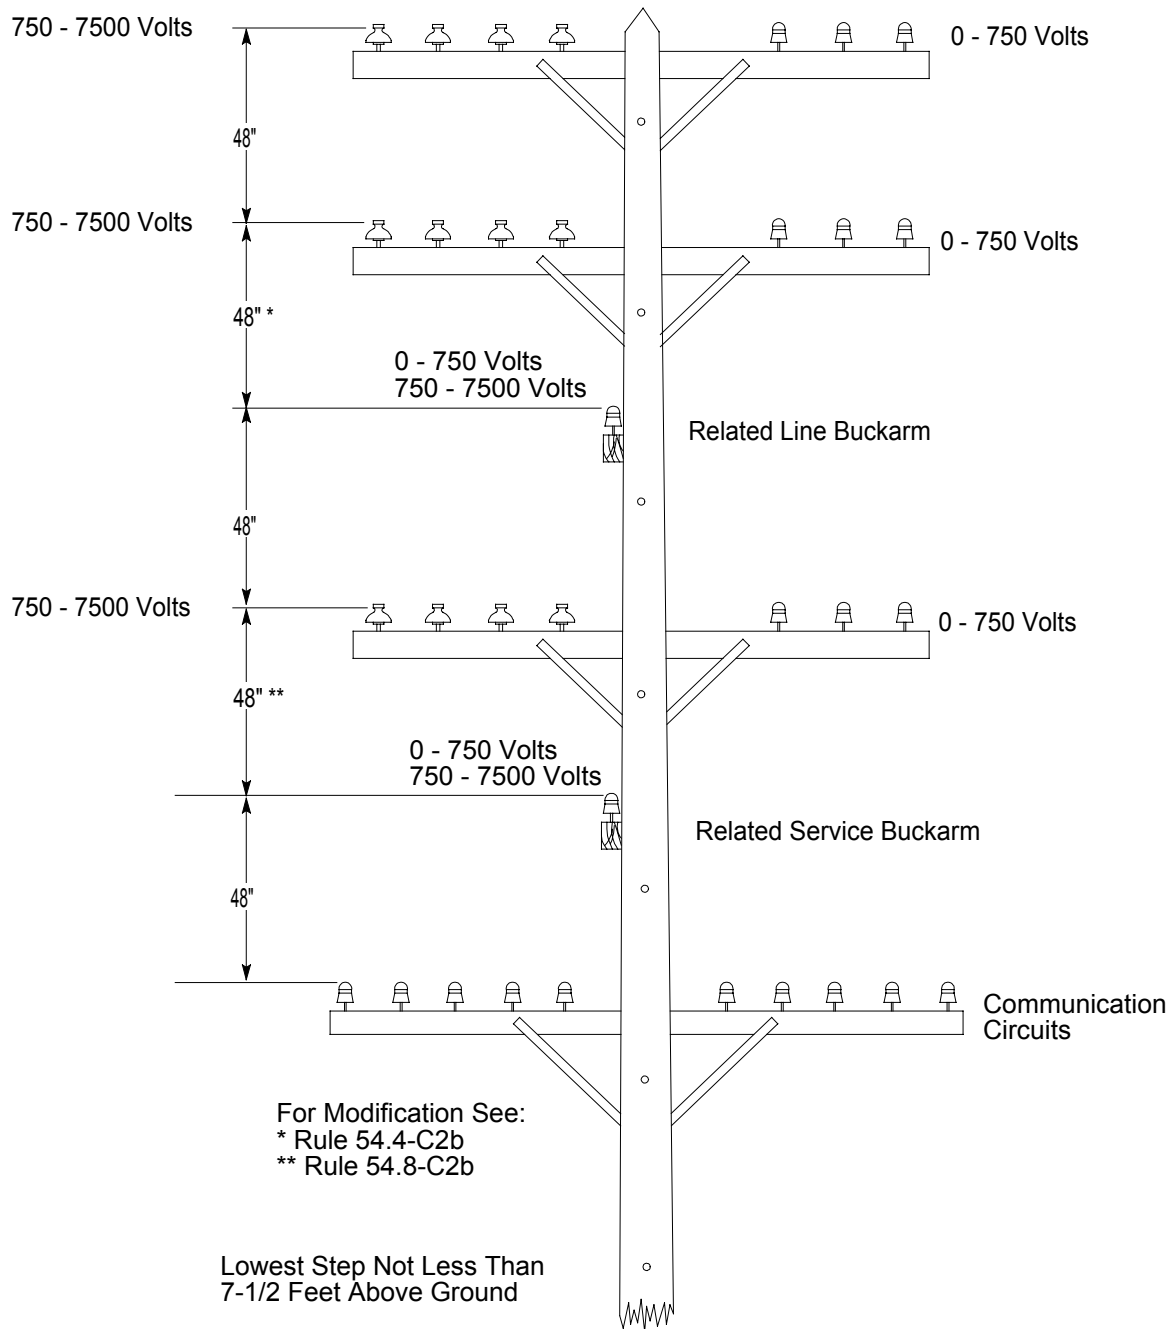 750 - 7500 Volts
0 - 750 Volts
48"
750 - 7500 Volts
0 - 750 Volts
48" *
0 - 750 Volts
750 - 7500 Volts
Related Line Buckarm
48"
750 - 7500 Volts
0 - 750 Volts
48" **
0 - 750 Volts
750 - 7500 Volts
Related Service Buckarm
48"
Communication
Circuits
For Modification See:
* Rule 54.4-C2b
** Rule 54.8-C2b
Lowest Step Not Less Than
7-1/2 Feet Above Ground